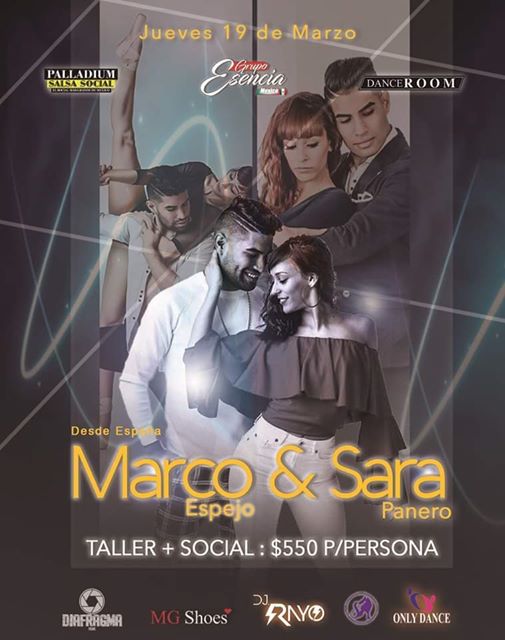 Jueves 19 de Marzo
PALLADIUM
SALSA SOCIAL
Grupo
Esencia
Mexico
DANCE ROOM
Desde España
Marco & Sara
Espejo
Panero
TALLER + SOCIAL : $550 P/PERSONA
DIAFRAGMA
MG Shoes
DJ
RAYO
ONLY DANCE